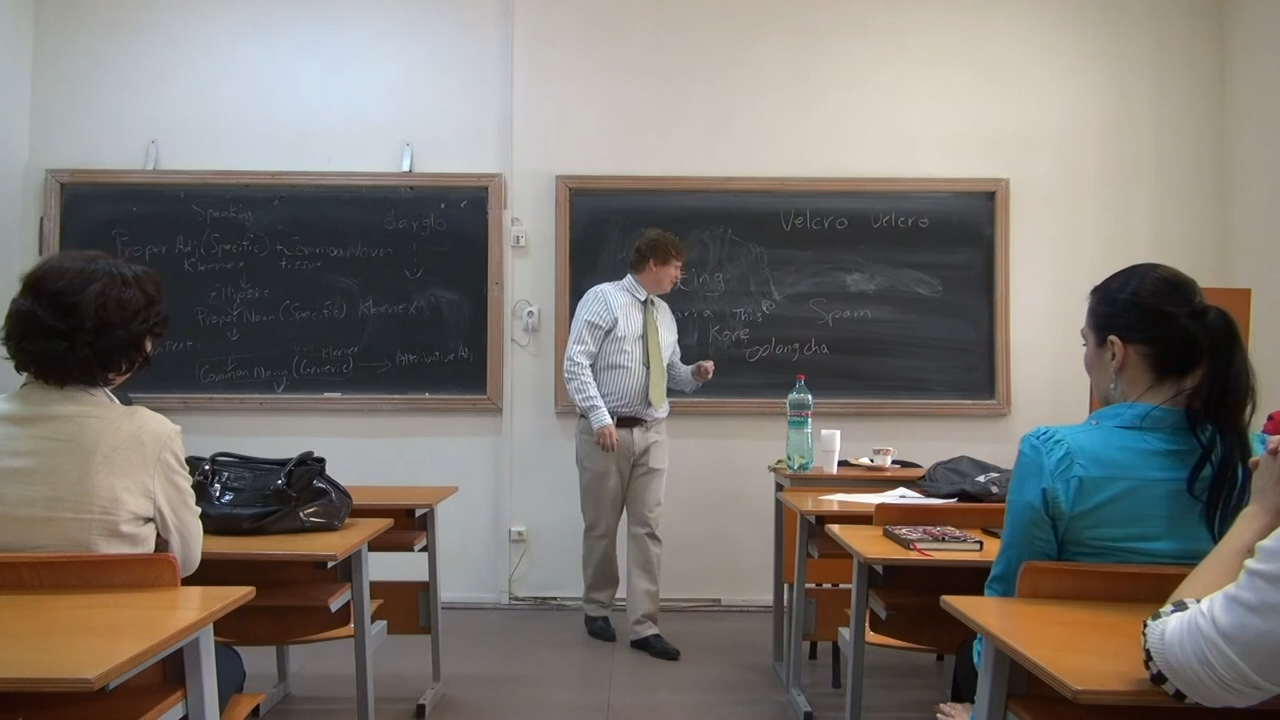 Speaking
Darglo
Proper Adj (Specific) + Common Noun
Kleenex tissue
Ellipsis
Proper Noun (Specific) Kleenex
Kleenex
Common Noun (Generic) → Attributive Adj
Velcro velcro
This
Spam
Kore
oolong cha